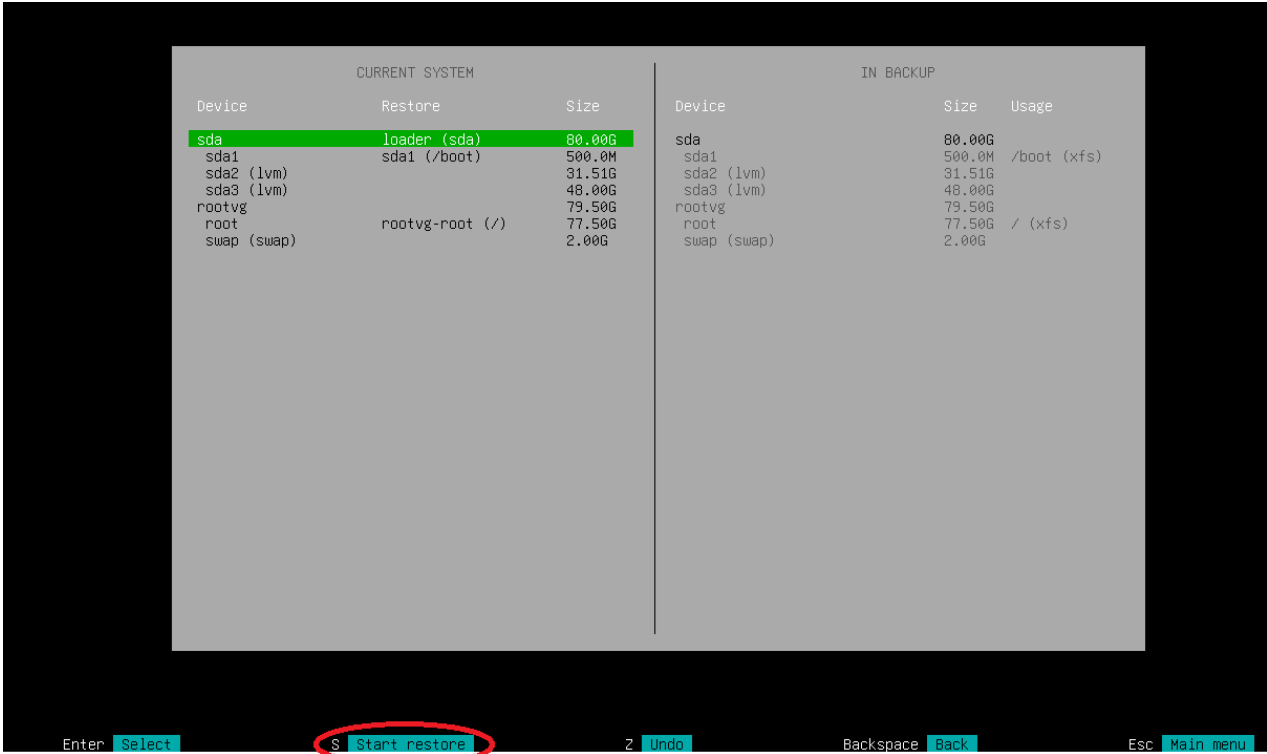 CURRENT SYSTEM IN BACKUP
Device Restore Size Device Size Usage
sda loader (sda) 80.00G sda 80.00G
sda1 sda1 (/boot) 500.0M sda1 500.0M /boot (xfs)
sda2 (lvm) 31.51G sda2 (lvm) 31.51G
sda3 (lvm) 48.00G sda3 (lvm) 48.00G
rootvg 79.50G rootvg 79.50G
root rootvg-root (/) 77.50G root 77.50G / (xfs)
swap (swap) 2.00G swap (swap) 2.00G
Enter Select S Start restore Z Undo Backspace Back Esc Main menu